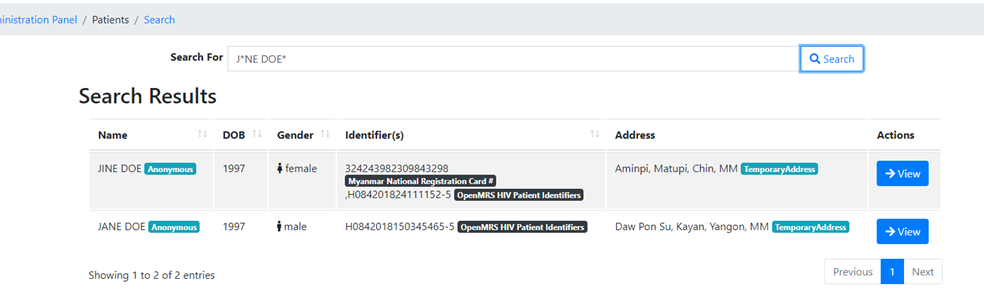 ninistration Panel / Patients / Search
Search For J*NE DOE* Search
Search Results
Name DOB Gender Identifier(s) Address Actions
JINE DOE Anonymous 1997 female 324243982309843298 Aminpi, Matupi, Chin, MM TemporaryAddress View
Myanmar National Registration Card #
,H084201824111152-5 OpenMRS HIV Patient Identifiers
JANE DOE Anonymous 1997 male H0842018150345465-5 OpenMRS HIV Patient Identifiers Daw Pon Su, Kayan, Yangon, MM TemporaryAddress View
Showing 1 to 2 of 2 entries Previous 1 Next